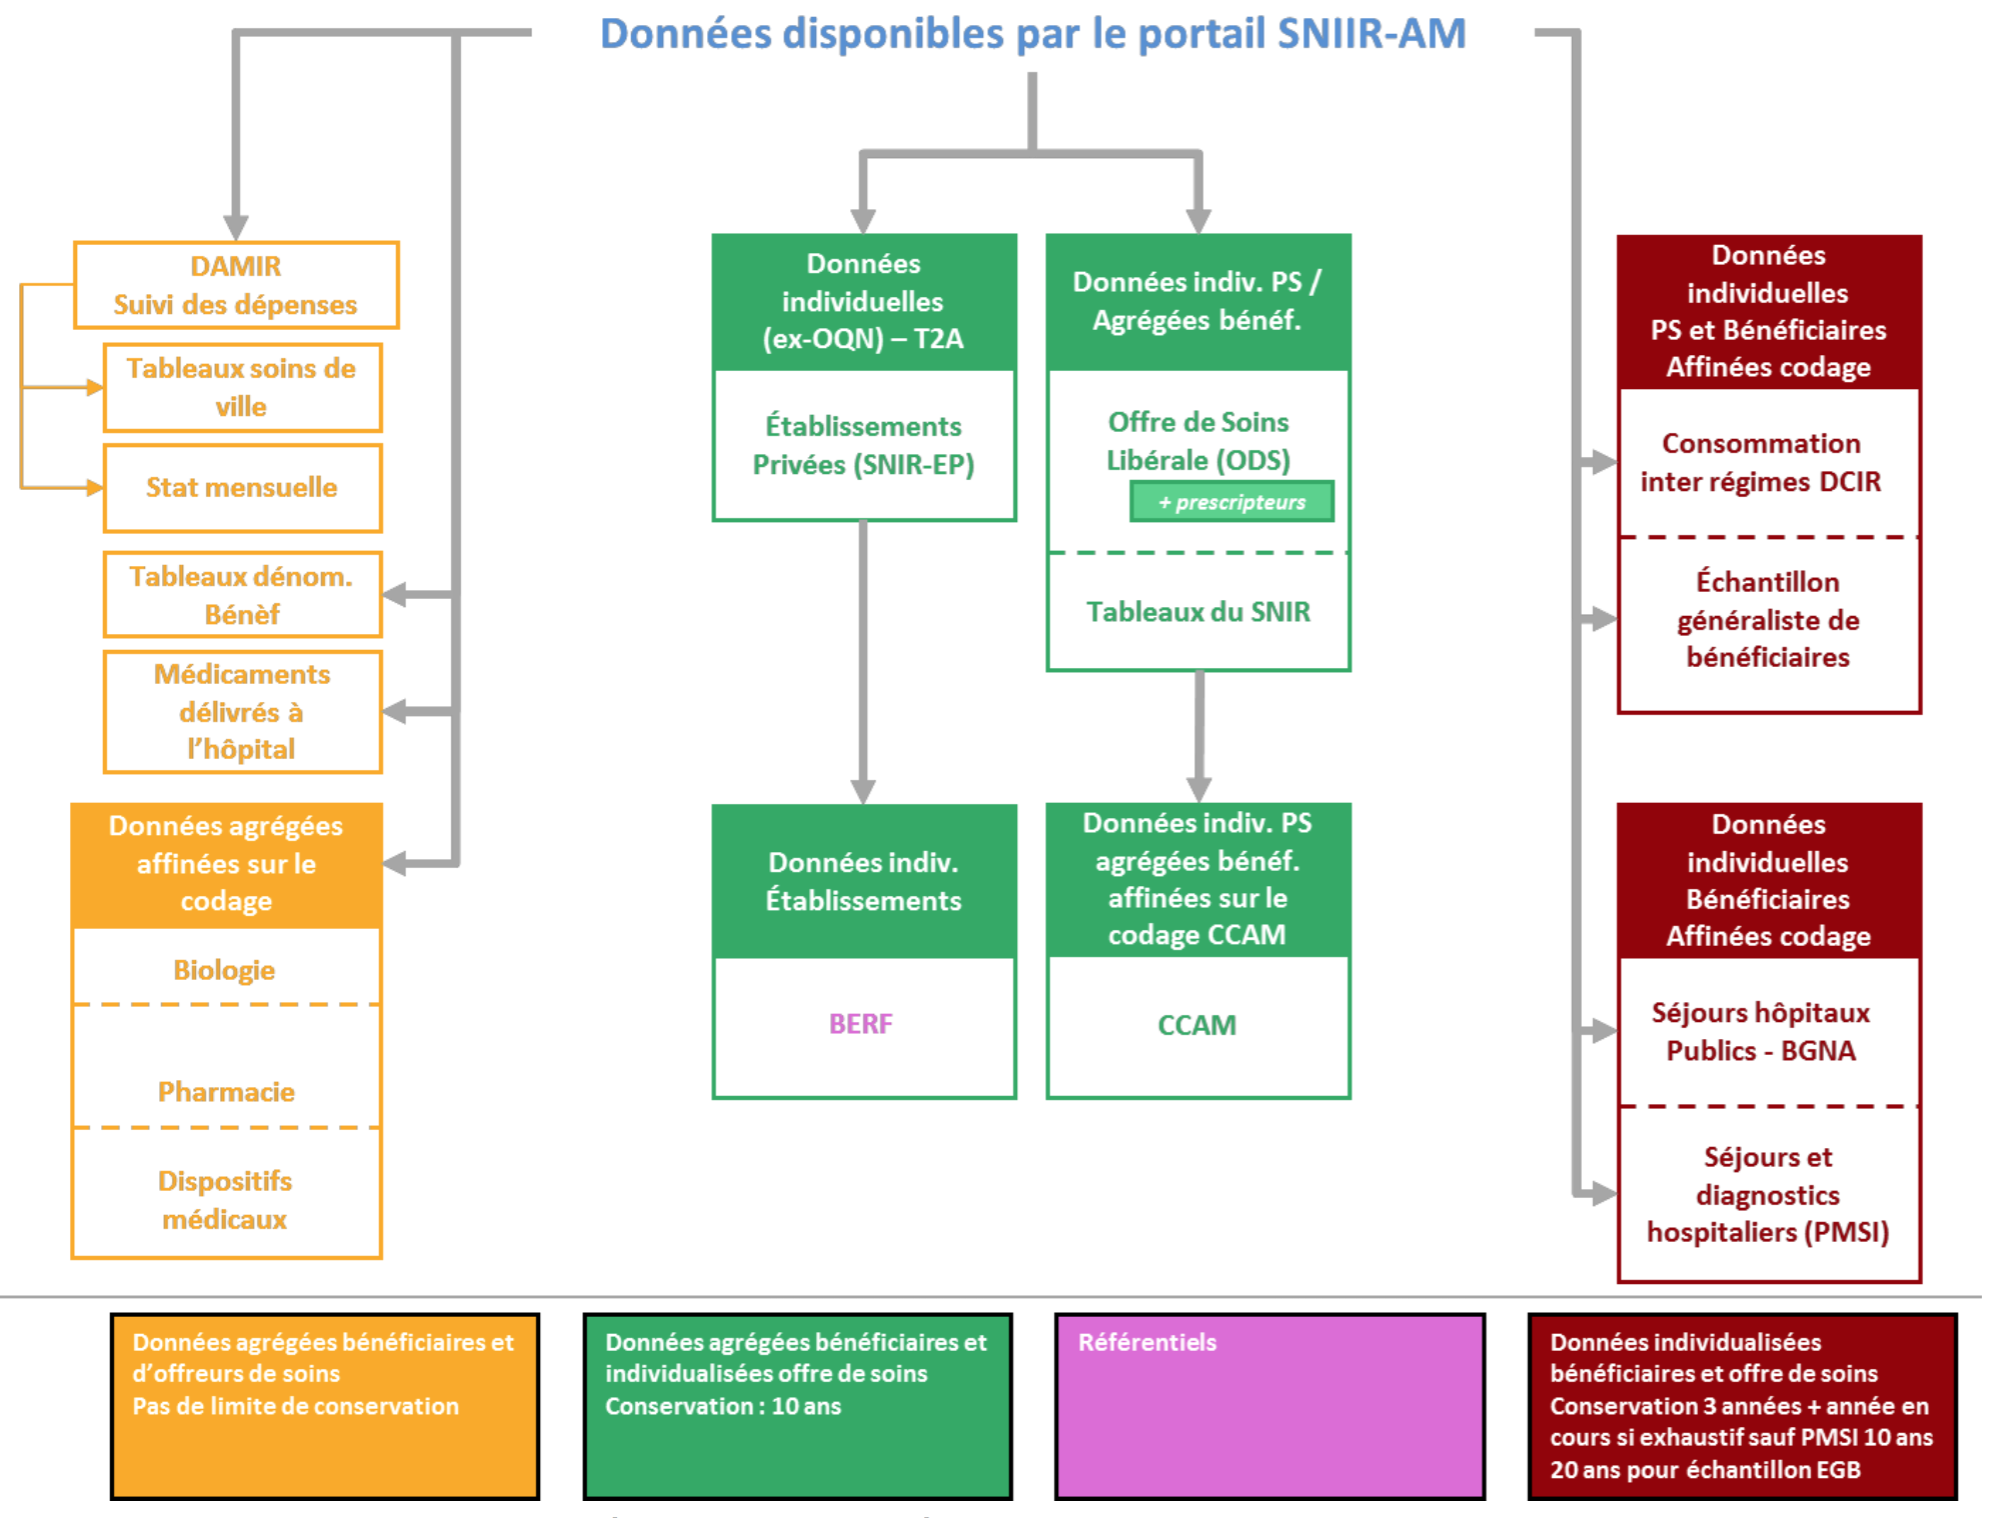 Données disponibles par le portail SNIIR-AM
DAMIR
Suivi des dépenses
Tableaux soins de
ville
Stat mensuelle
Tableaux dénom.
Bénèf
Médicaments
délivrés à
l'hôpital
Données agrégées
affinées sur le
codage
Biologie
Pharmacie
Dispositifs
médicaux
Données
individuelles
(ex-OQN) – T2A
Établissements
Privées (SNIR-EP)
Données indiv.
Établissements
BERF
Données indiv. PS /
Agrégées bénéf.
Offre de Soins
Libérale (ODS)
+ prescripteurs
Tableaux du SNIR
Données indiv. PS
agrégées bénéf.
affinées sur le
codage CCAM
CCAM
Données
individuelles
PS et Bénéficiaires
Affinées codage
Consommation
inter régimes DCIR
Échantillon
généraliste de
bénéficiaires
Données
individuelles
Bénéficiaires
Affinées codage
Séjours hôpitaux
Publics - BGNA
Séjours et
diagnostics
hospitaliers (PMSI)
Données agrégées bénéficiaires et
d'offreurs de soins
Pas de limite de conservation
Données agrégées bénéficiaires et
individualisées offre de soins
Conservation : 10 ans
Référentiels
Données individualisées
bénéficiaires et offre de soins
Conservation 3 années + année en
cours si exhaustif sauf PMSI 10 ans
20 ans pour échantillon EGB